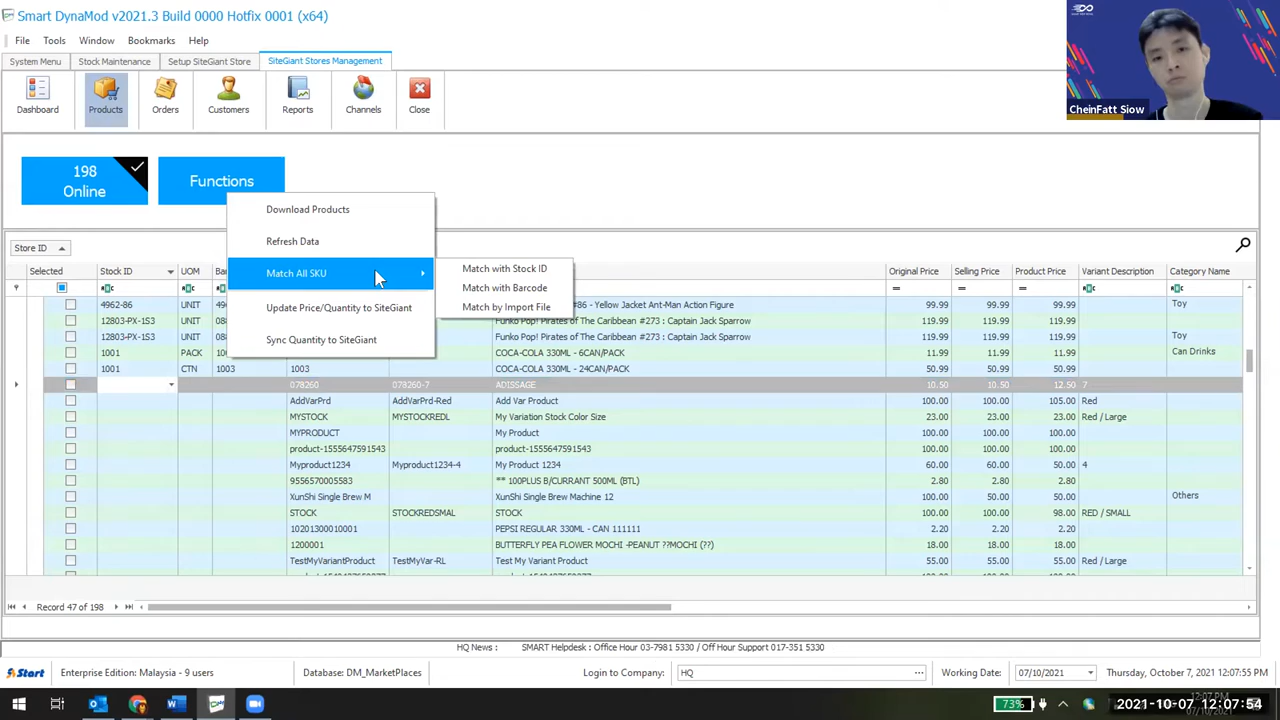 Smart DynaMod v2021.3 Build 0000 Hotfix 0001 (x64)
File Tools Window Bookmarks Help
System Menu Stock Maintenance Setup SiteGiant Store SiteGiant Stores Management
Dashboard Products Orders Customers Reports Channels Close
CheinFatt Siow
198
Online
Functions
Download Products
Refresh Data
Match All SKU
Update Price/Quantity to SiteGiant
Sync Quantity to SiteGiant
Match with Stock ID
Match with Barcode
Match by Import File
Store ID
Selected Stock ID UOM Original Price Selling Price Product Price Variant Description Category Name
4962-86 UNIT #86 - Yellow Jacket Ant-Man Action Figure 99.99 99.99 99.99 Toy
12803-PX-1S3 UNIT Funko Pop! Pirates of The Caribbean #273 : Captain Jack Sparrow 119.99 119.99 119.99
12803-PX-1S3 UNIT Funko Pop! Pirates of The Caribbean #273 : Captain Jack Sparrow 119.99 119.99 119.99 Toy
1001 PACK COCA-COLA 330ML - 6CAN/PACK 11.99 11.99 11.99 Can Drinks
1001 CTN 1003 1003 COCA-COLA 330ML - 24CAN/PACK 50.99 50.99 50.99
078260 078260-7 ADISSAGE 10.50 10.50 12.50 7
AddVarPrd AddVarPrd-Red Add Var Product 100.00 100.00 105.00 Red
MYSTOCK MYSTOCKREDL My Variation Stock Color Size 23.00 23.00 23.00 Red / Large
MYPRODUCT My Product 100.00 100.00 100.00
product-1555647591543 product-1555647591543 100.00 100.00 100.00
Myproduct1234 Myproduct1234-4 My Product 1234 60.00 60.00 50.00 4
9556570005583 ** 100PLUS B/CURRANT 500ML (BTL) 2.80 2.80 2.80
XunShi Single Brew M XunShi Single Brew Machine 12 100.00 50.00 50.00 Others
STOCK STOCKREDSMAL STOCK 100.00 100.00 98.00 RED / SMALL
10201300010001 PEPSI REGULAR 330ML - CAN 111111 2.20 2.20 2.20
1200001 BUTTERFLY PEA FLOWER MOCHI -PEANUT ??MOCHI (??) 18.00 18.00 18.00
TestMyVariantProduct TestMyVar-RL Test My Variant Product 55.00 55.00 55.00 Red / Large
Record 47 of 198
HQ News : SMART Helpdesk : Office Hour 03-7981 5330 / Off Hour Support 017-351 5330
Start Enterprise Edition: Malaysia - 9 users Database: DM_MarketPlaces Login to Company: HQ Working Date: 07/10/2021 Thursday, October 7, 2021 12:07:55 PM
73% 2021-10-07 12:07:54